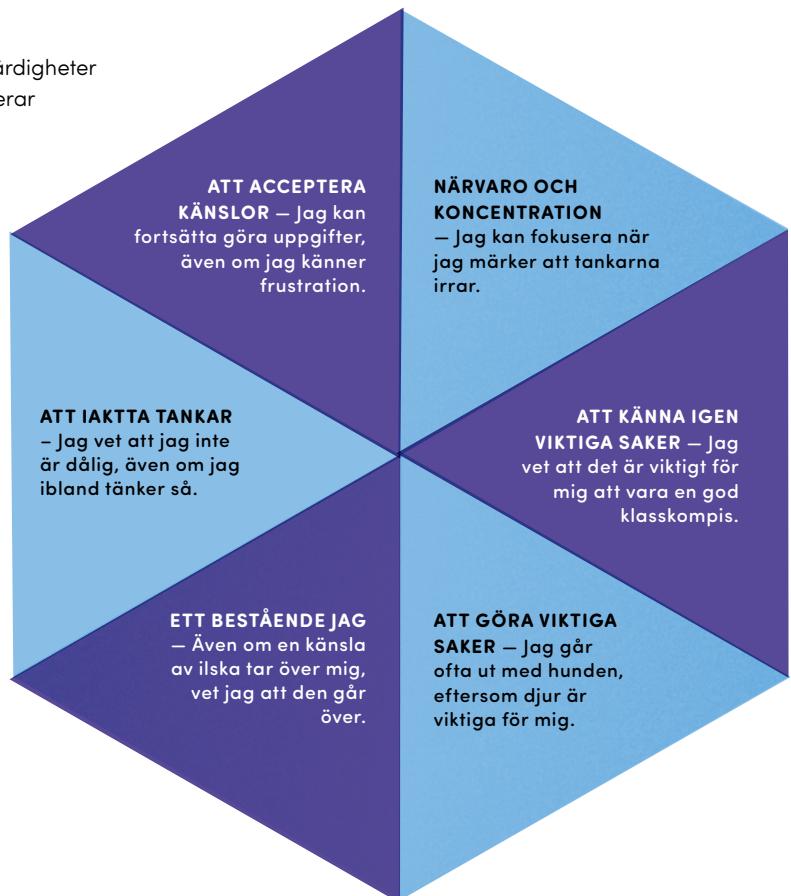 ATT ACCEPTERA
KÄNSLOR — Jag kan
fortsätta göra uppgifter,
även om jag känner
frustration.
NÄRVARO OCH
KONCENTRATION
— Jag kan fokusera när
jag märker att tankarna
irrar.
ATT IAKTTA TANKAR
– Jag vet att jag inte
är dålig, även om jag
ibland tänker så.
ATT KÄNNA IGEN
VIKTIGA SAKER — Jag
vet att det är viktigt för
mig att vara en god
klasskompis.
ETT BESTÅENDE JAG
— Även om en känsla
av ilska tar över mig,
vet jag att den går
över.
ATT GÖRA VIKTIGA
SAKER — Jag går
ofta ut med hunden,
eftersom djur är
viktiga för mig.